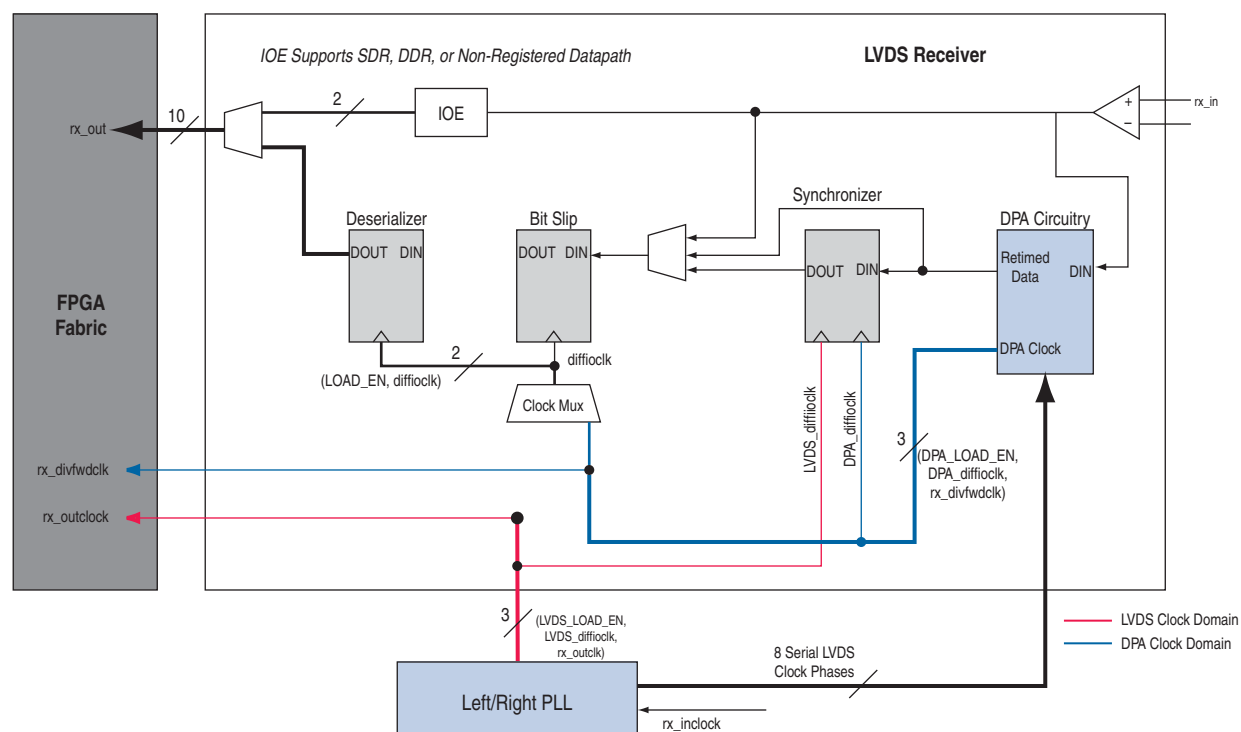 IOE Supports SDR, DDR, or Non-Registered Datapath
LVDS Receiver
2
IOE
+
–
rx_in
10
rx_out
Synchronizer
Deserializer
Bit Slip
DPA Circuitry
DOUT DIN
DOUT DIN
DOUT DIN
Retimed
Data
DIN
FPGA
Fabric
DPA Clock
2
diffioclk
(LOAD_EN, diffioclk)
Clock Mux
LVDS_diffiioclk
DPA_diffioclk
3
(DPA_LOAD_EN,
DPA_diffioclk,
rx_divfwdclk)
rx_divfwdclk
rx_outclock
3
(LVDS_LOAD_EN,
LVDS_diffioclk,
rx_outclk)
LVDS Clock Domain
DPA Clock Domain
8 Serial LVDS
Clock Phases
Left/Right PLL
rx_inclock